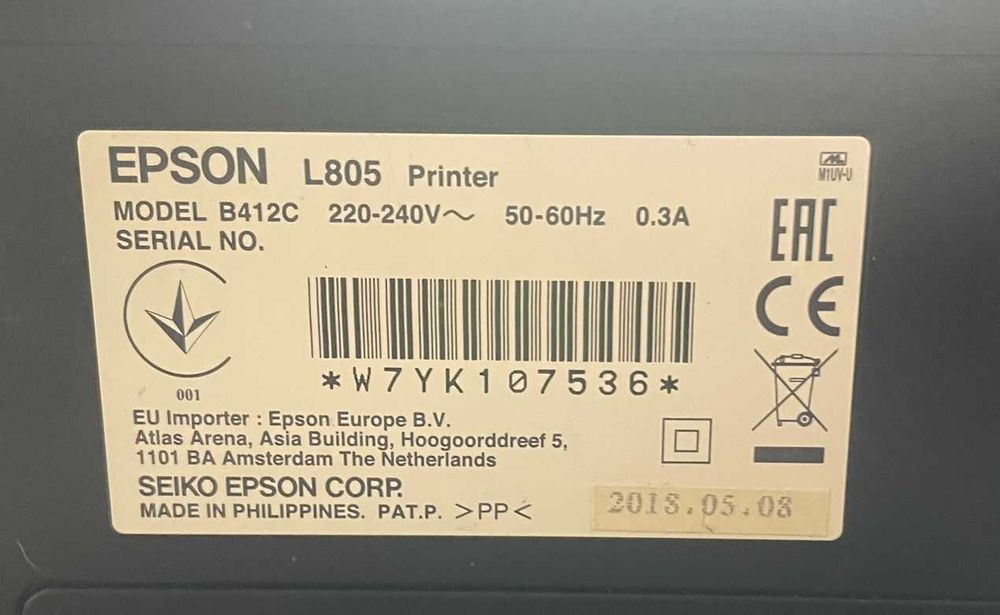 EPSON L805 Printer
M1UV-U
MODEL B412C 220-240V~ 50-60Hz 0.3A
SERIAL NO.
EAC
CE
*W7YK107536*
001
EU Importer : Epson Europe B.V.
Atlas Arena, Asia Building, Hoogoorddreef 5,
1101 BA Amsterdam The Netherlands
SEIKO EPSON CORP.
MADE IN PHILIPPINES. PAT.P. >PP<
2018.05.08